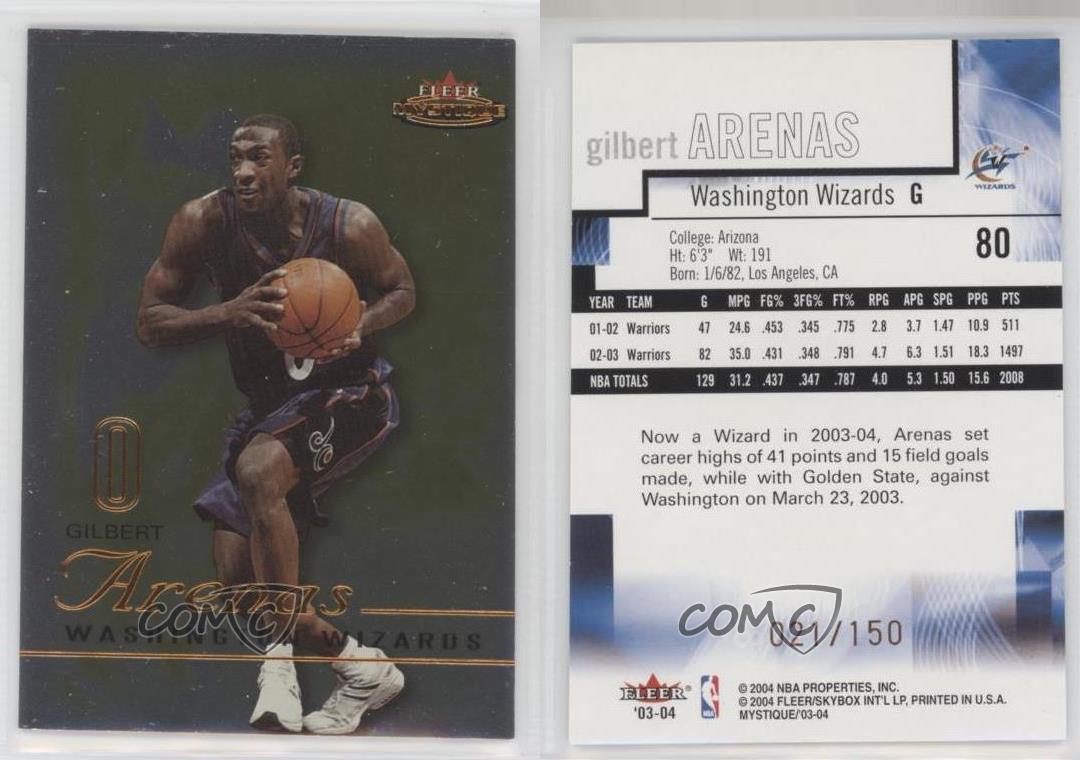 FLEER
MYSTIQUE
0
0
GILBERT
Arenas
WASHINGTON WIZARDS
COMC
gilbert ARENAS
Washington Wizards G
WIZARDS
College: Arizona
Ht: 6'3" Wt: 191
Born: 1/6/82, Los Angeles, CA
80
YEAR TEAM G MPG FG% 3FG% FT% RPG APG SPG PPG PTS
01-02 Warriors 47 24.6 .453 .345 .775 2.8 3.7 1.47 10.9 511
02-03 Warriors 82 35.0 .431 .348 .791 4.7 6.3 1.51 18.3 1497
NBA TOTALS 129 31.2 .437 .347 .787 4.0 5.3 1.50 15.6 2008
Now a Wizard in 2003-04, Arenas set
career highs of 41 points and 15 field goals
made, while with Golden State, against
Washington on March 23, 2003.
COMC
021/150
FLEER®
'03-04
NBA
© 2004 NBA PROPERTIES, INC.
© 2004 FLEER/SKYBOX INT'L LP, PRINTED IN U.S.A.
MYSTIQUE/'03-04